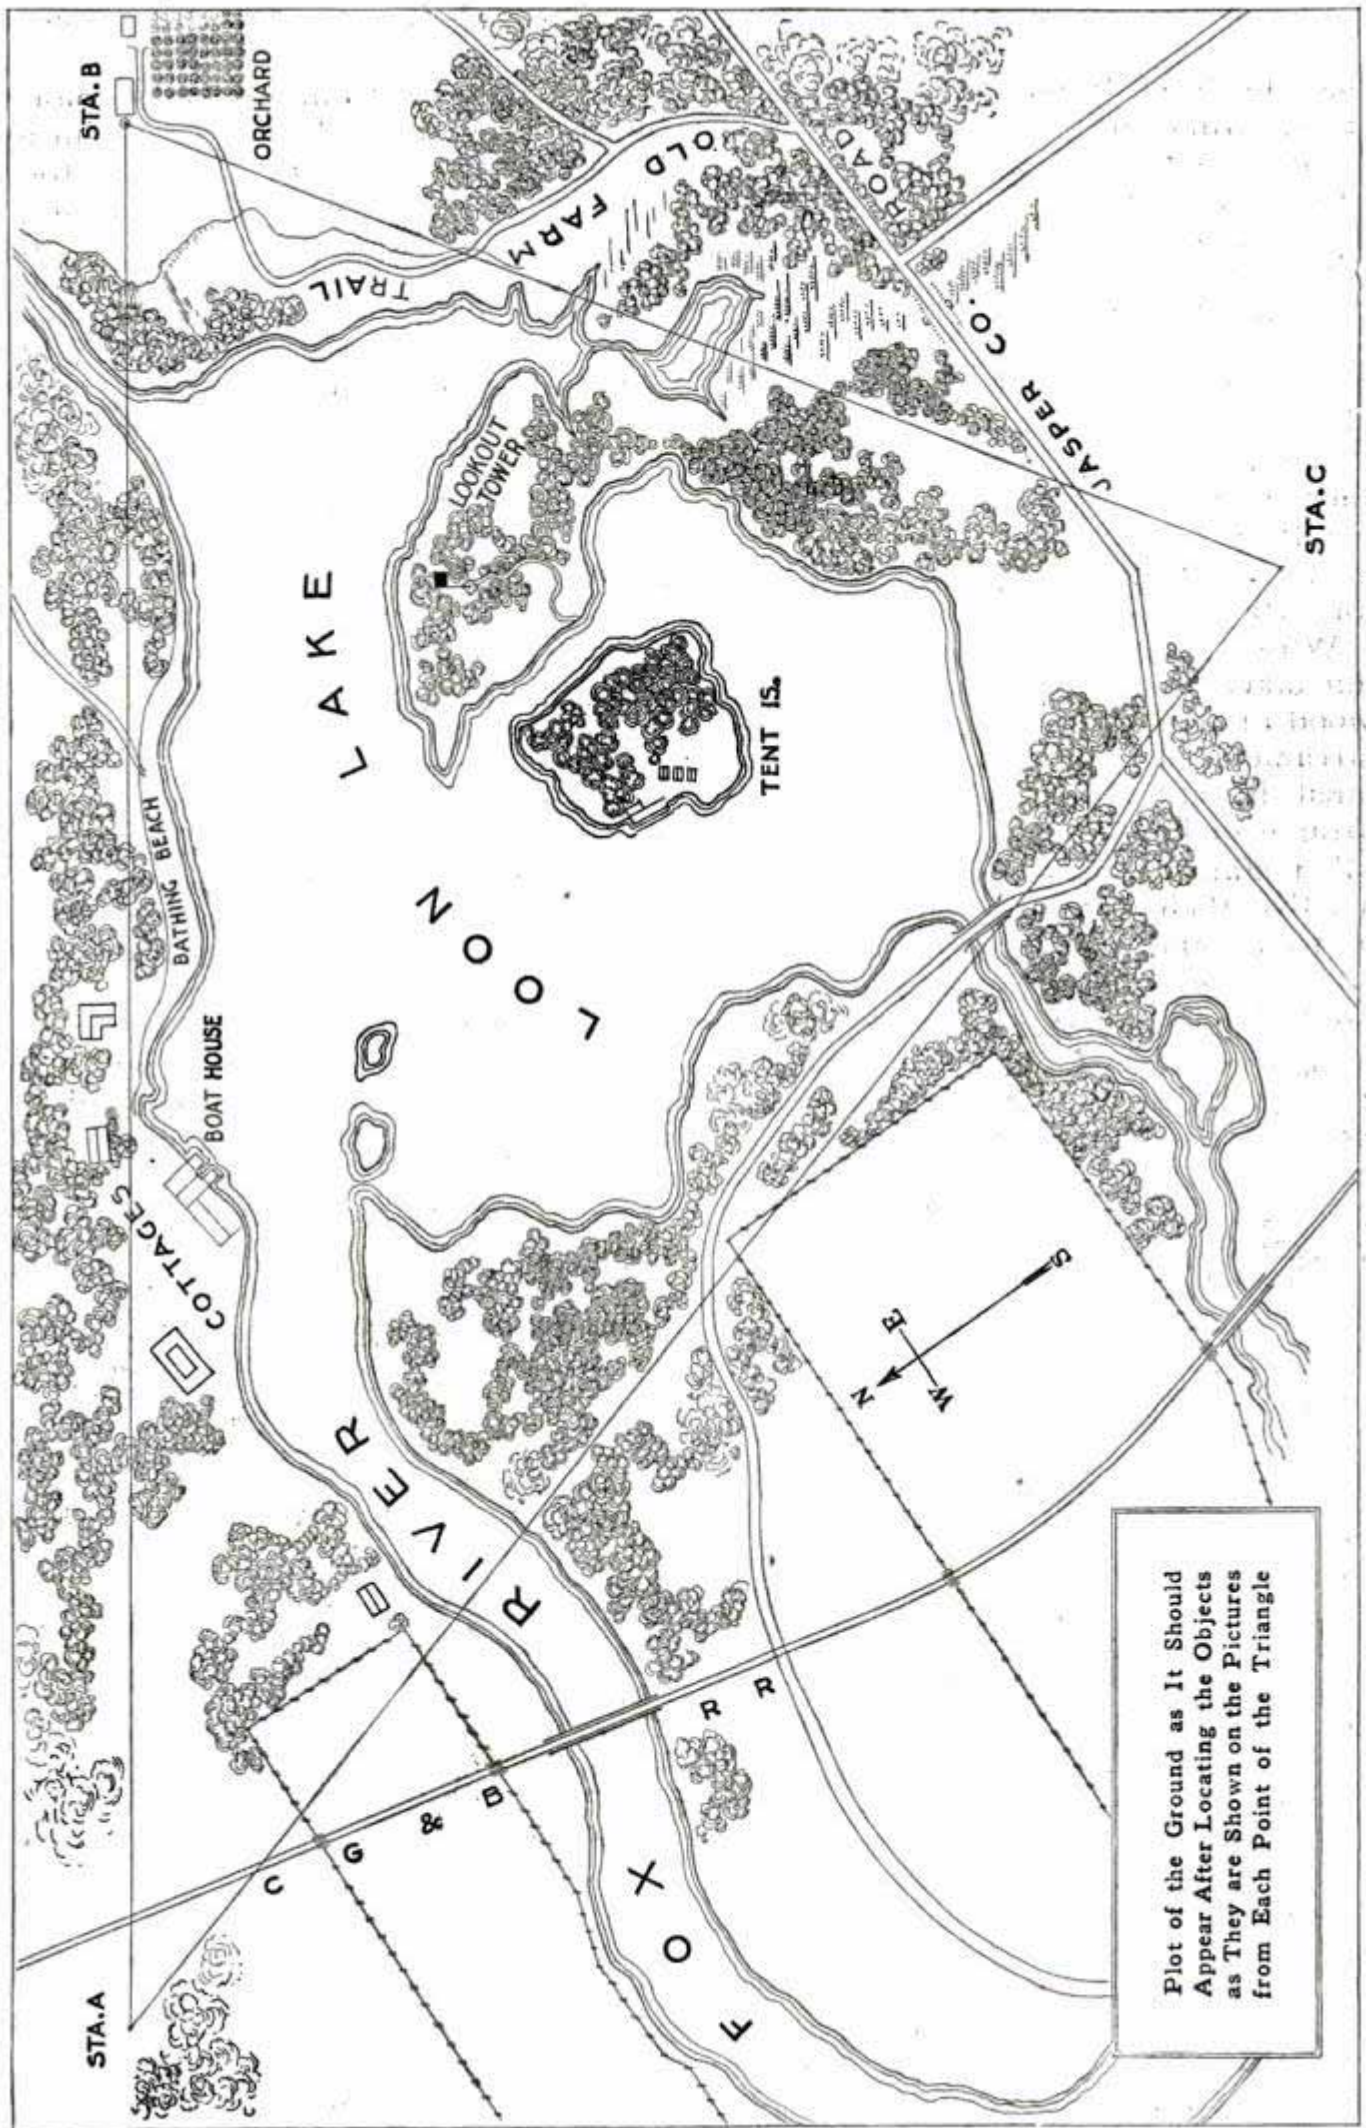 STA. A
STA. B
ORCHARD
COTTAGES
BOAT HOUSE
BATHING BEACH
LOON LAKE
LOOKOUT
TOWER
TRAIL
OLD FARM ROAD
TENT IS.
JASPER CO.
STA. C
FOX RIVER
C G & B R R
N
E
W
S
Plot of the Ground as It Should
Appear After Locating the Objects
as They are Shown on the Pictures
from Each Point of the Triangle